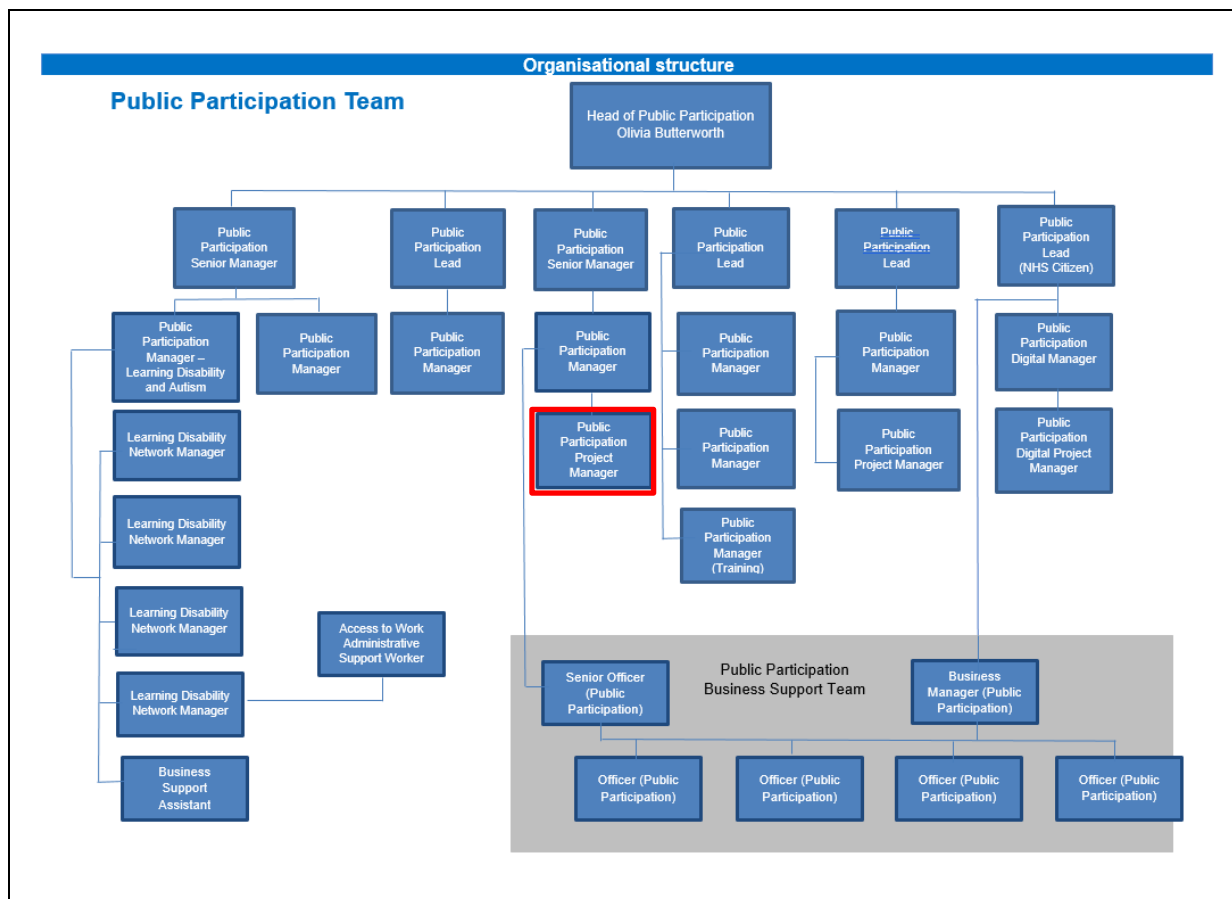 Organisational structure
Public Participation Team
Head of Public Participation
Olivia Butterworth
Public
Participation
Senior Manager
Public
Participation
Lead
Public
Participation
Senior Manager
Public
Participation
Lead
Public
Participation
Lead
Public
Participation
Lead
(NHS Citizen)
Public
Participation
Manager –
Learning Disability
and Autism
Public
Participation
Manager
Public
Participation
Manager
Public
Participation
Manager
Public
Participation
Manager
Public
Participation
Manager
Public
Participation
Digital Manager
Learning Disability
Network Manager
Public
Participation
Project
Manager
Public
Participation
Manager
Public
Participation
Project Manager
Public
Participation
Digital Project
Manager
Learning Disability
Network Manager
Public
Participation
Manager
(Training)
Learning Disability
Network Manager
Access to Work
Administrative
Support Worker
Learning Disability
Network Manager
Senior Officer
(Public
Participation)
Public Participation
Business Support Team
Business
Manager (Public
Participation)
Business
Support
Assistant
Officer (Public
Participation)
Officer (Public
Participation)
Officer (Public
Participation)
Officer (Public
Participation)